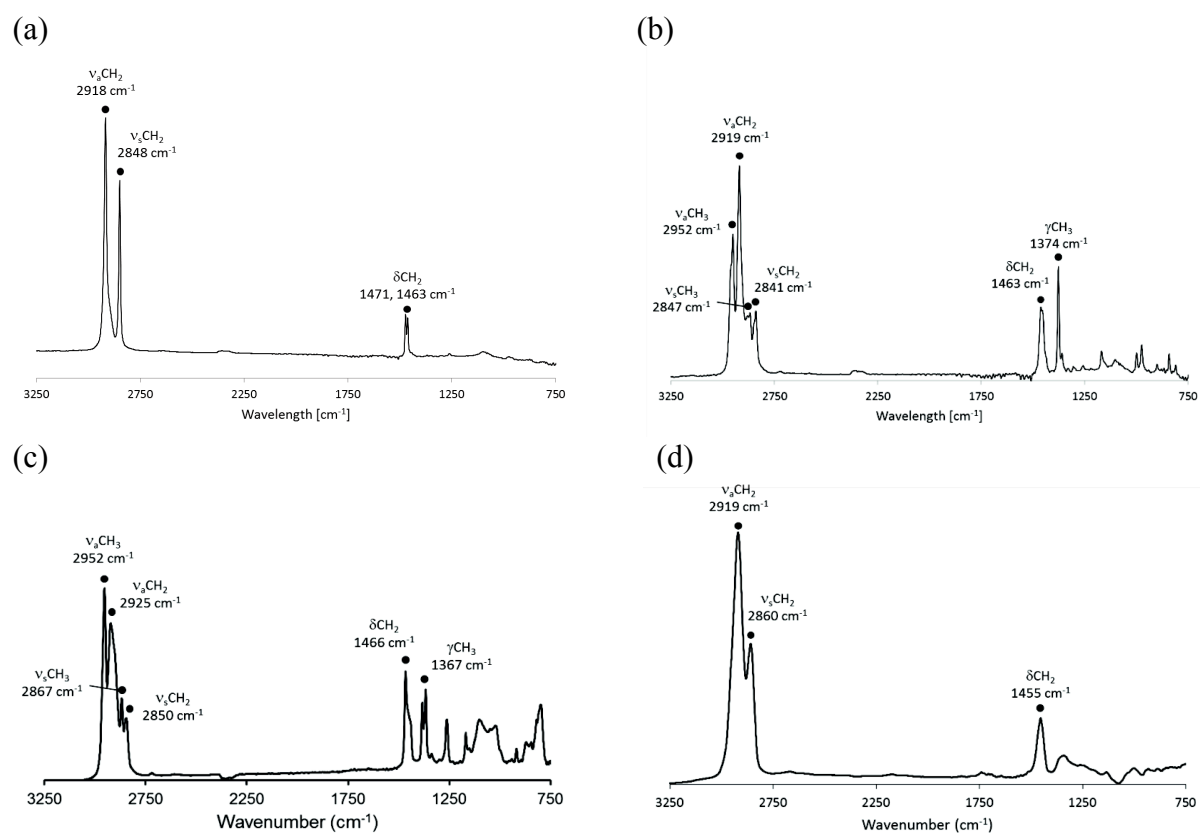 (a)
νₐCH₂
2918 cm⁻¹
νₛCH₂
2848 cm⁻¹
δCH₂
1471, 1463 cm⁻¹
3250 2750 2250 1750 1250 750
Wavelength [cm⁻¹]
(b)
νₐCH₂
2919 cm⁻¹
νₐCH₃
2952 cm⁻¹
νₛCH₃
2847 cm⁻¹
νₛCH₂
2841 cm⁻¹
γCH₃
1374 cm⁻¹
δCH₂
1463 cm⁻¹
3250 2750 2250 1750 1250 750
Wavelength [cm⁻¹]
(c)
νₐCH₃
2952 cm⁻¹
νₐCH₂
2925 cm⁻¹
νₛCH₃
2867 cm⁻¹
νₛCH₂
2850 cm⁻¹
δCH₂
1466 cm⁻¹
γCH₃
1367 cm⁻¹
3250 2750 2250 1750 1250 750
Wavenumber (cm⁻¹)
(d)
νₐCH₂
2919 cm⁻¹
νₛCH₂
2860 cm⁻¹
δCH₂
1455 cm⁻¹
3250 2750 2250 1750 1250 750
Wavenumber (cm⁻¹)